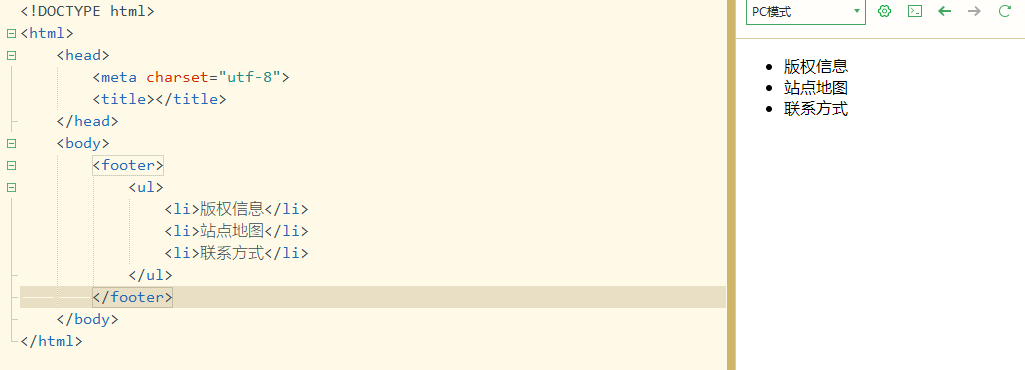 <!DOCTYPE html>
<html>
    <head>
        <meta charset="utf-8">
        <title></title>
    </head>
    <body>
        <footer>
            <ul>
                <li>版权信息</li>
                <li>站点地图</li>
                <li>联系方式</li>
            </ul>
        </footer>
    </body>
</html>
PC模式
• 版权信息
• 站点地图
• 联系方式